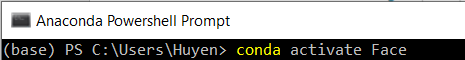 Anaconda Powershell Prompt
(base) PS C:\Users\Huyen> conda activate Face